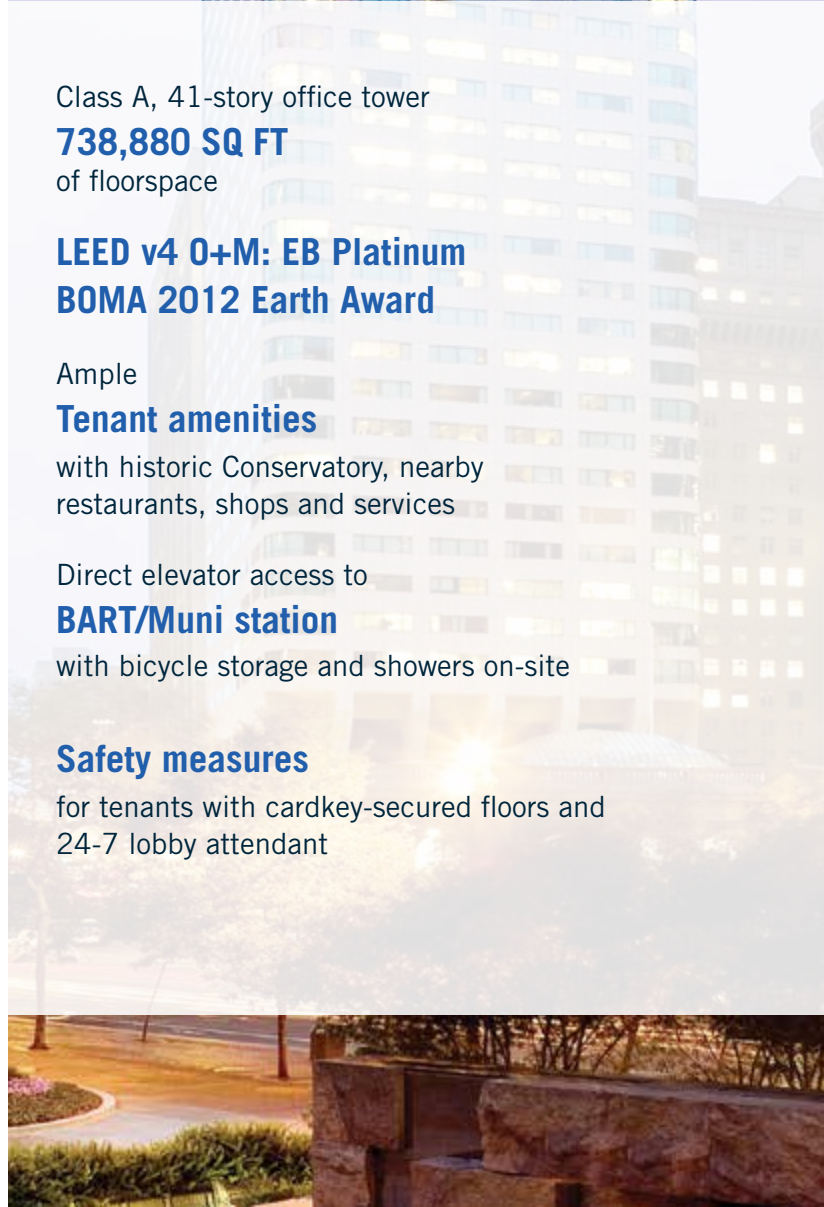 Class A, 41-story office tower
738,880 SQ FT
of floorspace
LEED v4 O+M: EB Platinum
BOMA 2012 Earth Award
Ample
Tenant amenities
with historic Conservatory, nearby
restaurants, shops and services
Direct elevator access to
BART/Muni station
with bicycle storage and showers on-site
Safety measures
for tenants with cardkey-secured floors and
24-7 lobby attendant